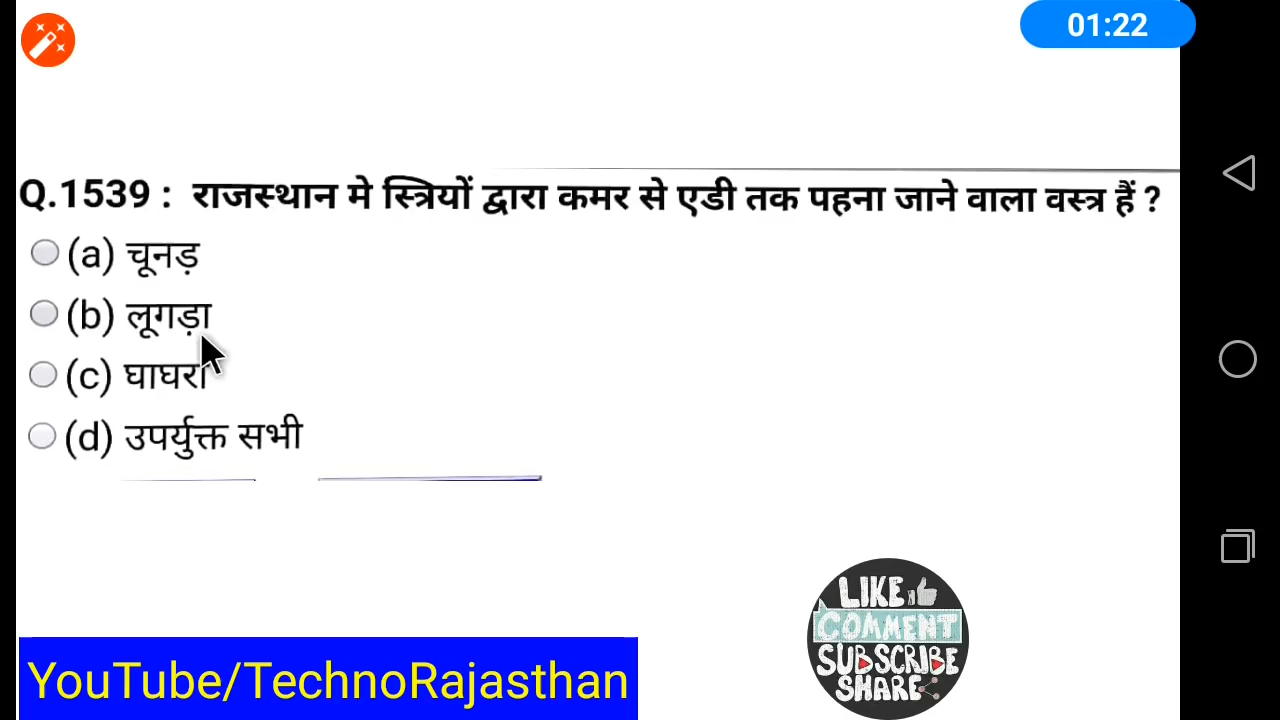 01:22
Q.1539 : राजस्थान मे स्त्रियों द्वारा कमर से एडी तक पहना जाने वाला वस्त्र हैं ?
(a) चूनड़
(b) लूगड़ा
(c) घाघरा
(d) उपर्युक्त सभी
LIKE
COMMENT
SUBSCRIBE
SHARE
YouTube/TechnoRajasthan